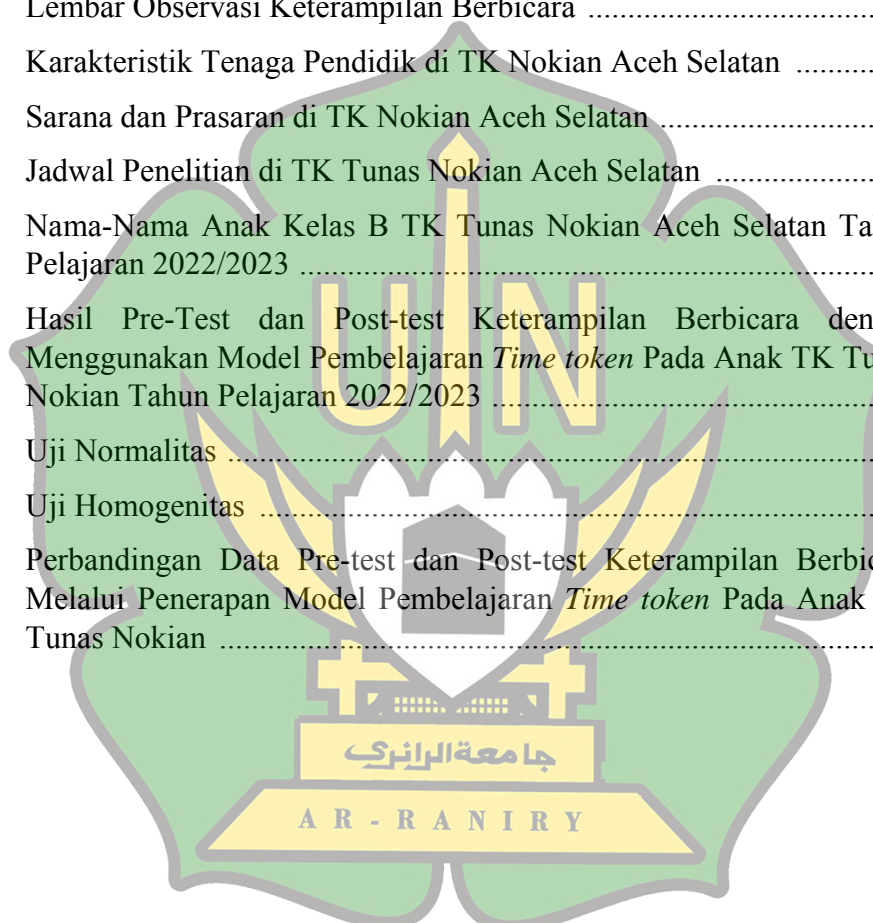 Lembar Observasi Keterampilan Berbicara ....................................
Karakteristik Tenaga Pendidik di TK Nokian Aceh Selatan ..........
Sarana dan Prasaran di TK Nokian Aceh Selatan ...........................
Jadwal Penelitian di TK Tunas Nokian Aceh Selatan ....................
Nama-Nama Anak Kelas B TK Tunas Nokian Aceh Selatan Ta
Pelajaran 2022/2023 .........................................................................
Hasil Pre-Test dan Post-test Keterampilan Berbicara den
Menggunakan Model Pembelajaran Time token Pada Anak TK Tu
Nokian Tahun Pelajaran 2022/2023 ................................................
Uji Normalitas ..................................................................................
Uji Homogenitas ..............................................................................
Perbandingan Data Pre-test dan Post-test Keterampilan Berbic
Melalui Penerapan Model Pembelajaran Time token Pada Anak
Tunas Nokian ...................................................................................
UIN
جامعة الرانري
AR-RANIRY